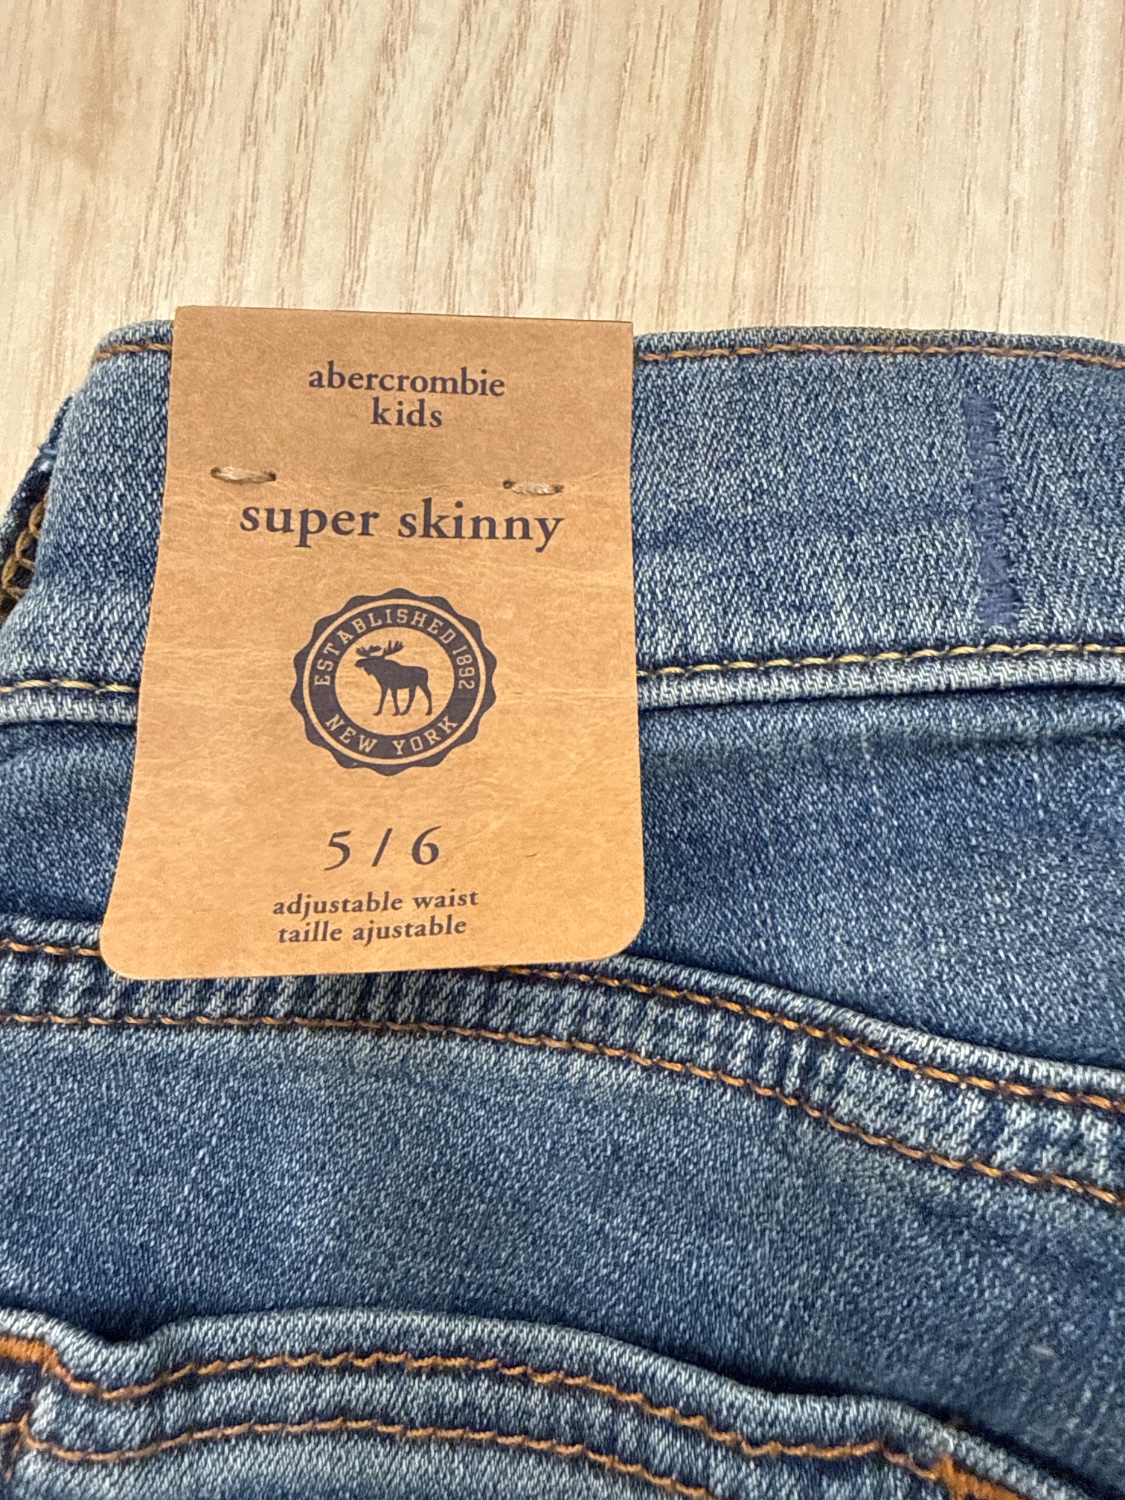 abercrombie
kids
super skinny
ESTABLISHED 1892
NEW YORK
5 / 6
adjustable waist
taille ajustable